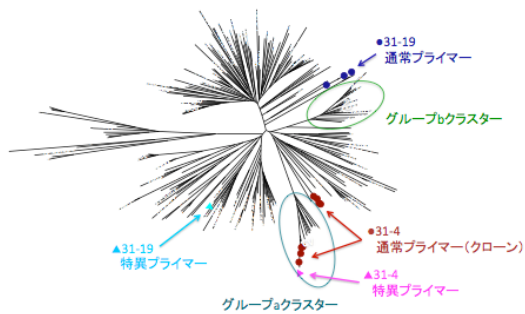 ●31-19
通常プライマー
グループbクラスター
▲31-19
特異プライマー
●31-4
通常プライマー(クローン)
▲31-4
特異プライマー
グループaクラスター